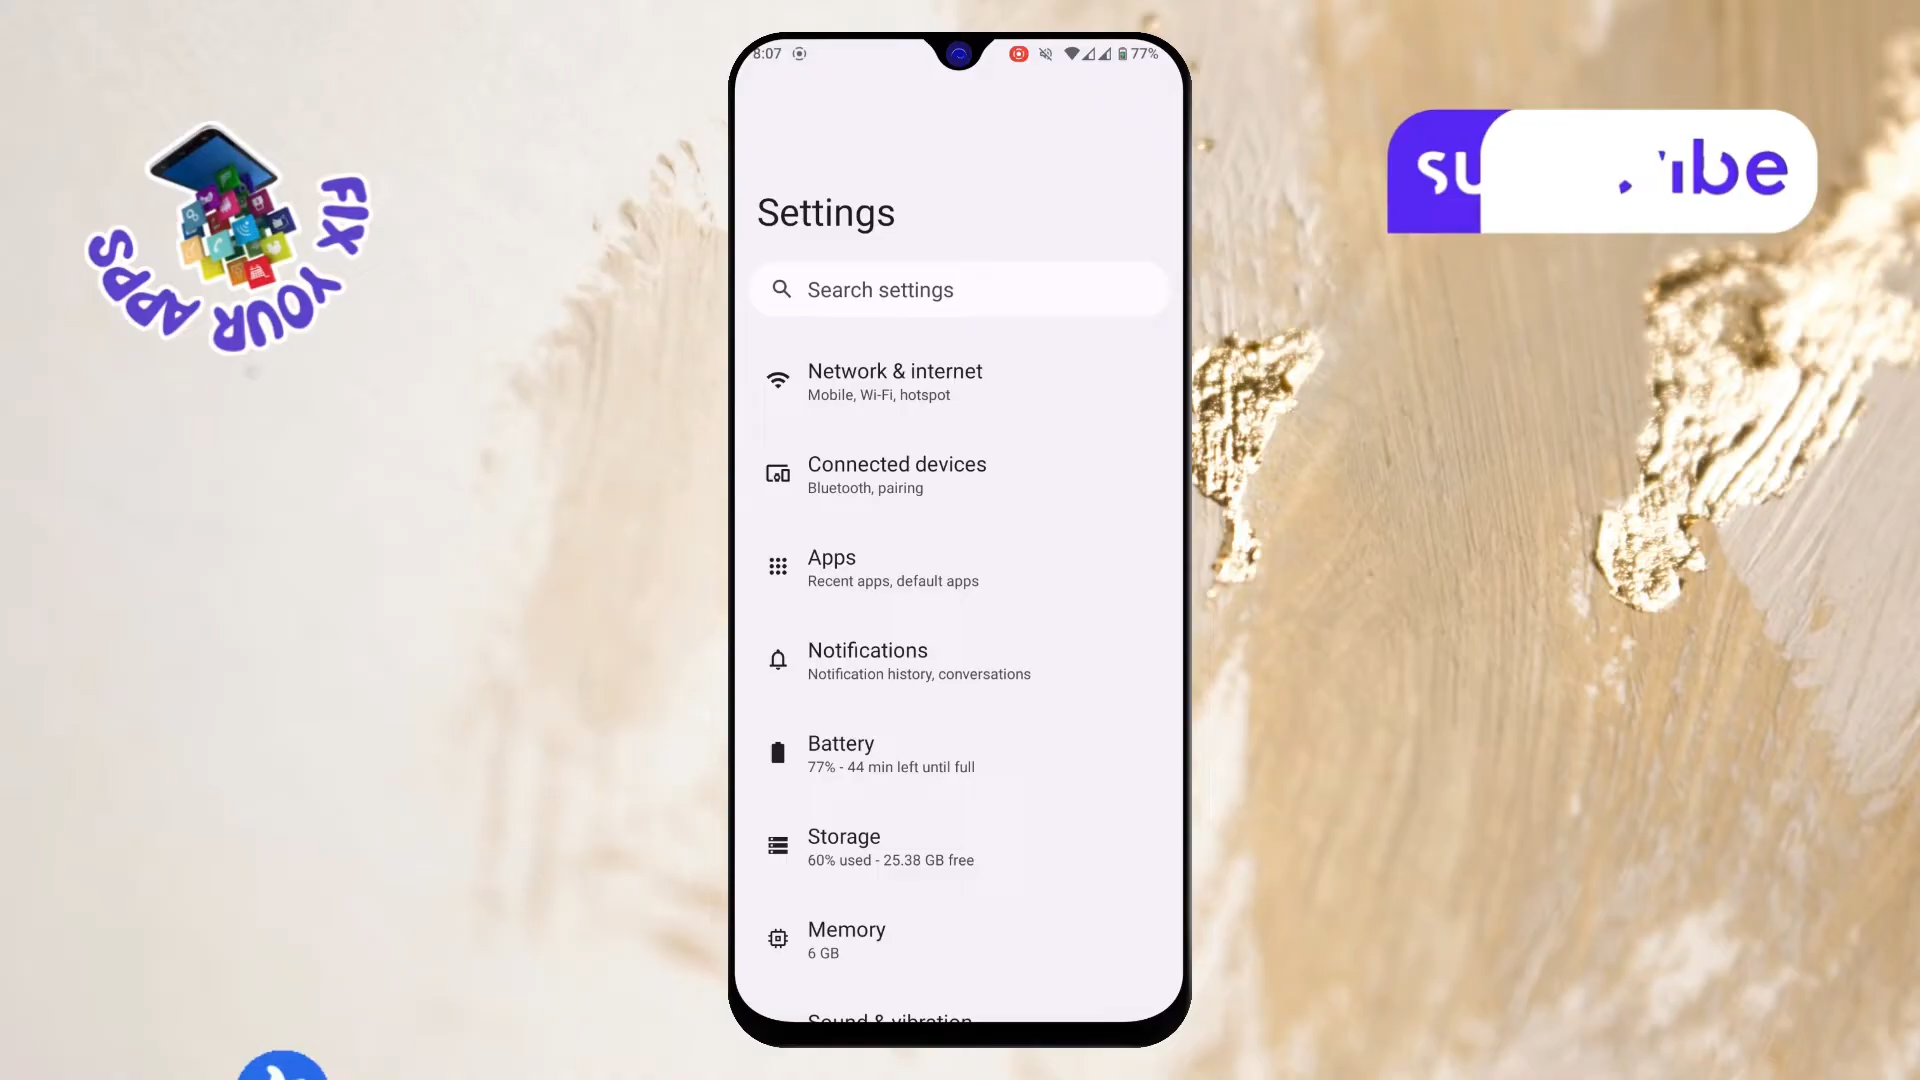 FIX YOUR APPS
8:07
77%
Settings
Search settings
Network & internet
Mobile, Wi-Fi, hotspot
Connected devices
Bluetooth, pairing
Apps
Recent apps, default apps
Notifications
Notification history, conversations
Battery
77% - 44 min left until full
Storage
60% used - 25.38 GB free
Memory
6 GB
Sound & vibration